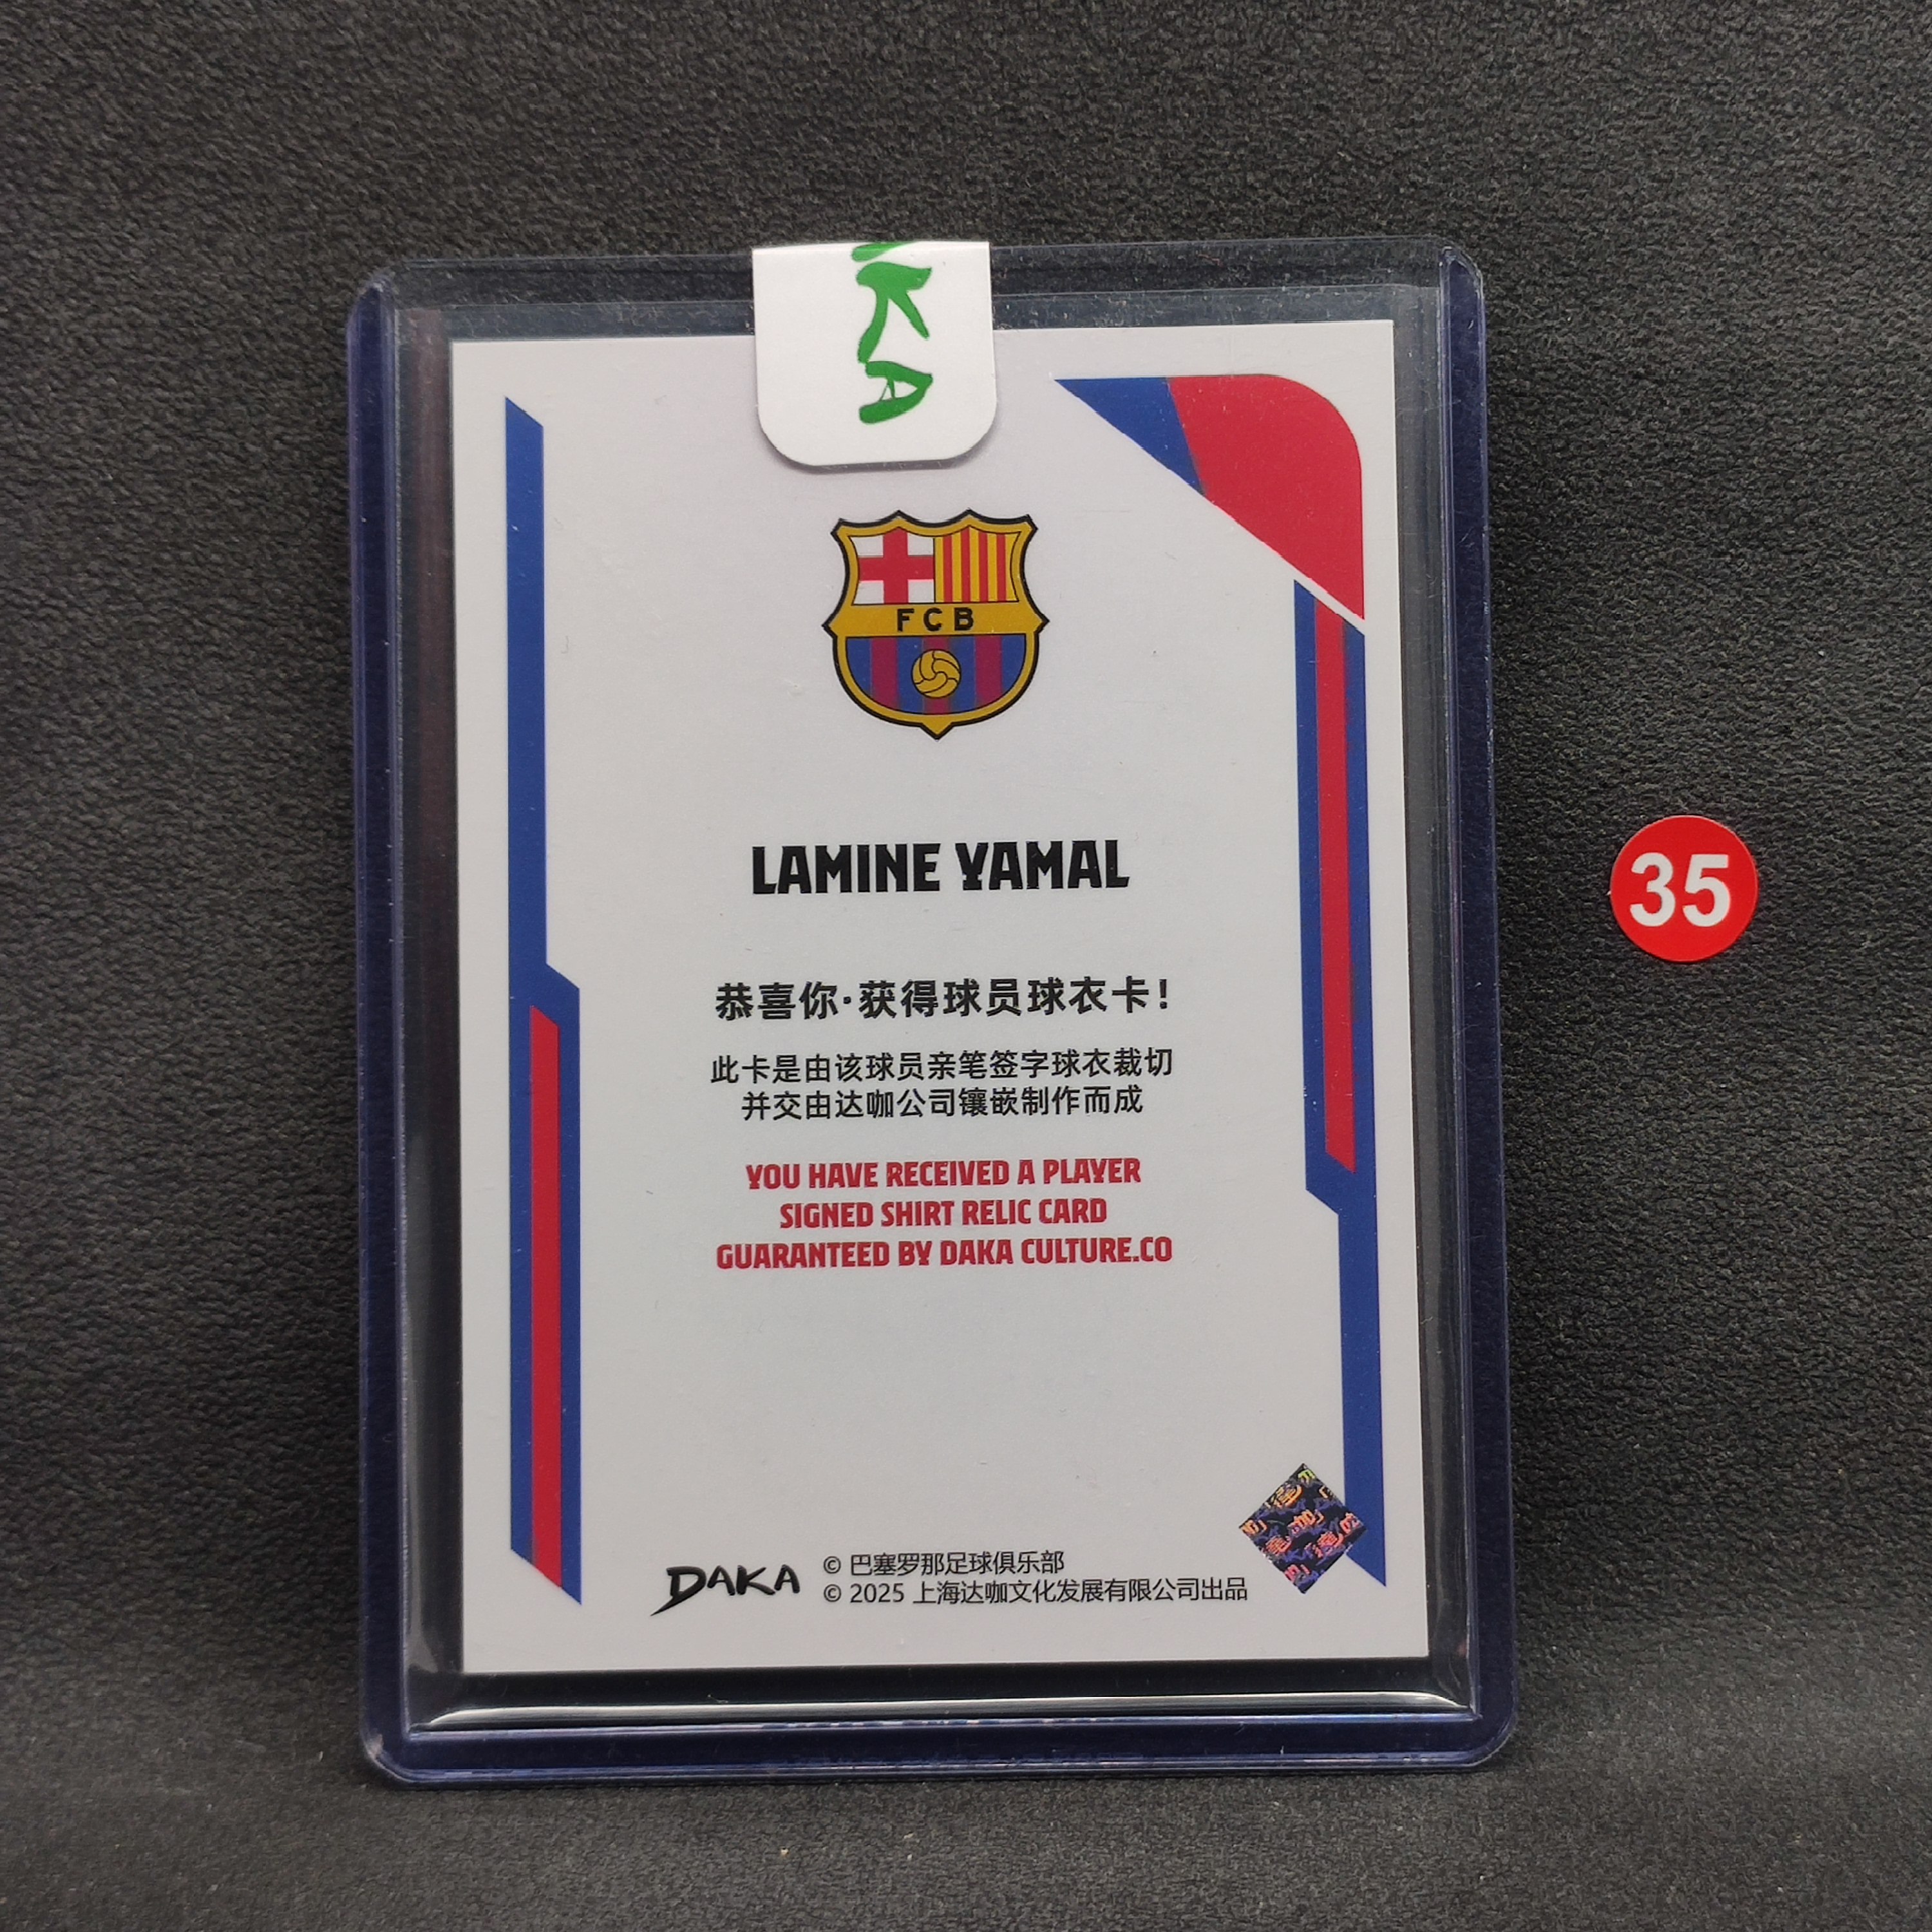 KD
FCB
LAMINE YAMAL
35
恭喜你·获得球员球衣卡!
此卡是由该球员亲笔签字球衣裁切
并交由达咖公司镶嵌制作而成
YOU HAVE RECEIVED A PLAYER
SIGNED SHIRT RELIC CARD
GUARANTEED BY DAKA CULTURE.CO
DAKA
© 巴塞罗那足球俱乐部
© 2025 上海达咖文化发展有限公司出品